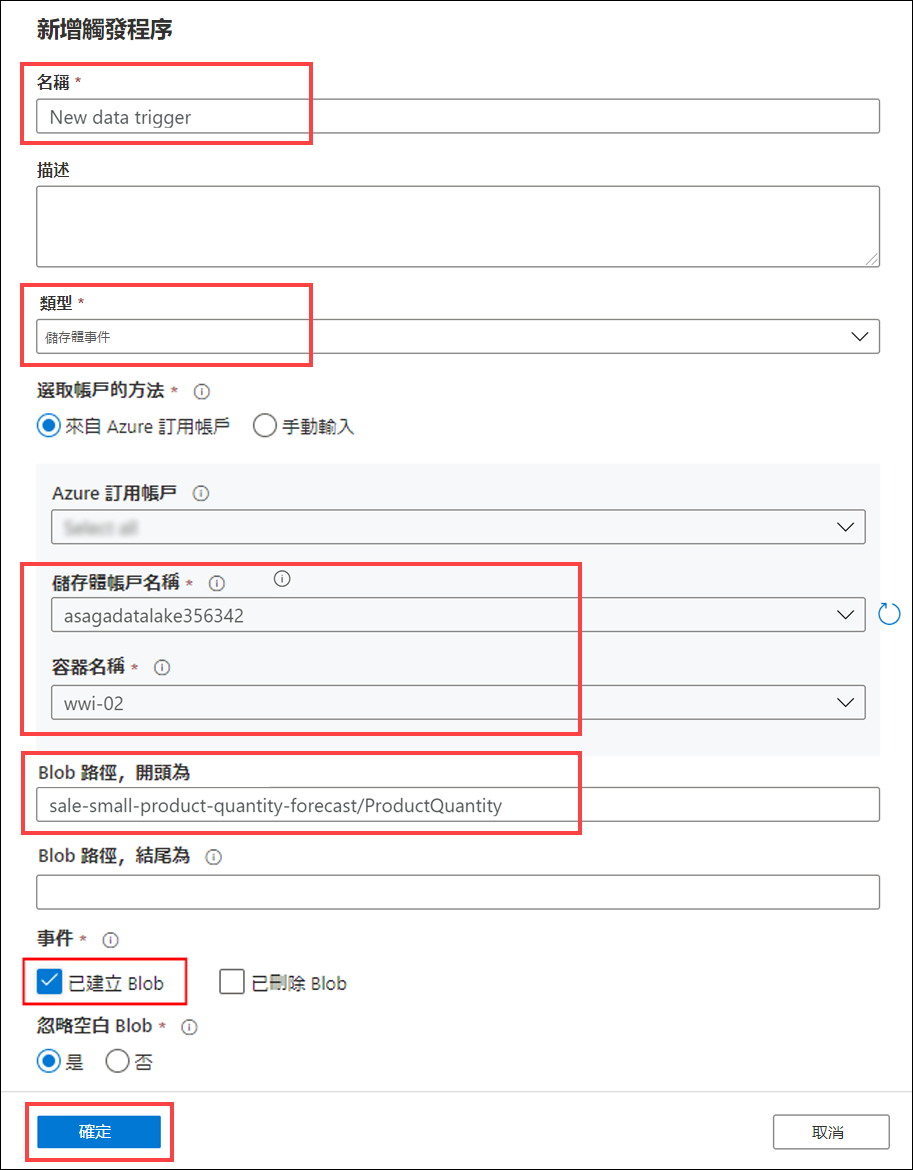 新增觸發程序
名稱 *
New data trigger
描述
類型 *
儲存體事件
選取帳戶的方法 *
來自 Azure 訂用帳戶 手動輸入
Azure 訂用帳戶
儲存體帳戶名稱 *
asagadatalake356342
容器名稱 *
wwi-02
Blob 路徑，開頭為
sale-small-product-quantity-forecast/ProductQuantity
Blob 路徑，結尾為
事件 *
已建立 Blob 已刪除 Blob
忽略空白 Blob *
是 否
確定 取消